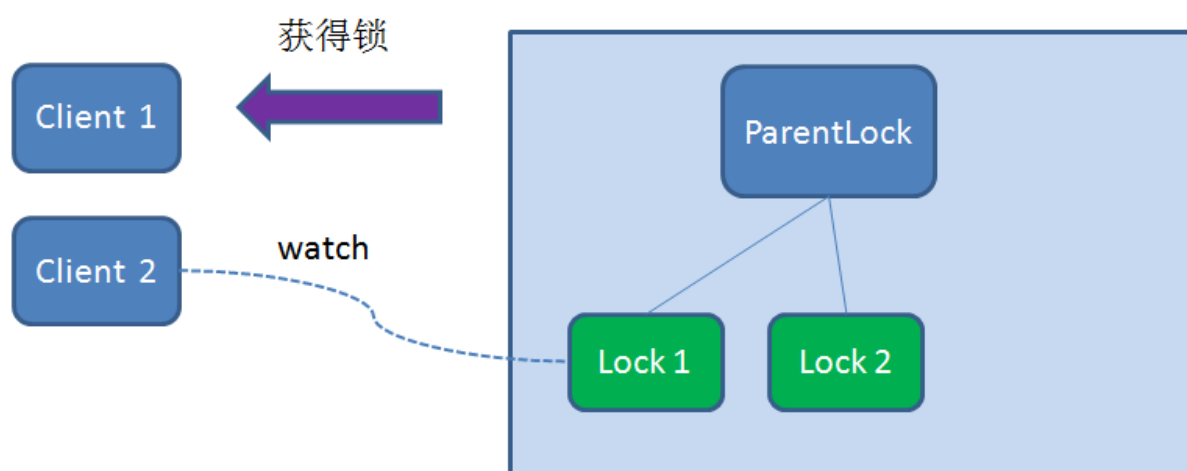 获得锁
Client 1
ParentLock
Client 2
watch
Lock 1
Lock 2